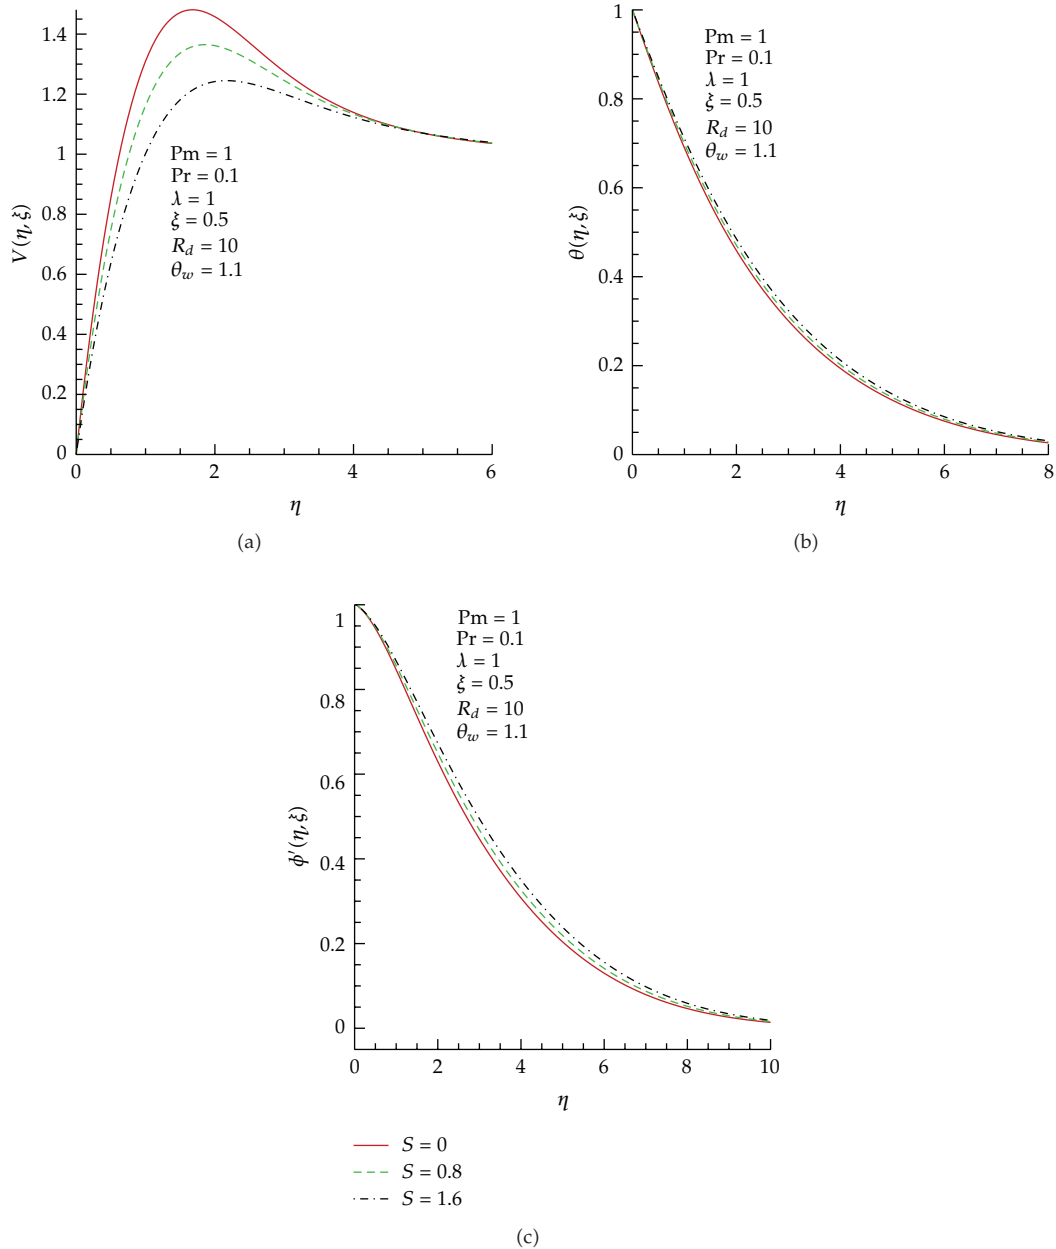 1.4
1.2
1
0.8
0.6
0.4
0.2
0
0
2
4
6
V(η, ξ)
η
Pm = 1
Pr = 0.1
λ = 1
ξ = 0.5
R_d = 10
θ_w = 1.1
(a)
1
0.8
0.6
0.4
0.2
0
0
2
4
6
8
θ(η, ξ)
η
Pm = 1
Pr = 0.1
λ = 1
ξ = 0.5
R_d = 10
θ_w = 1.1
(b)
1
0.8
0.6
0.4
0.2
0
0
2
4
6
8
10
ϕ′(η, ξ)
η
Pm = 1
Pr = 0.1
λ = 1
ξ = 0.5
R_d = 10
θ_w = 1.1
S = 0
S = 0.8
S = 1.6
(c)